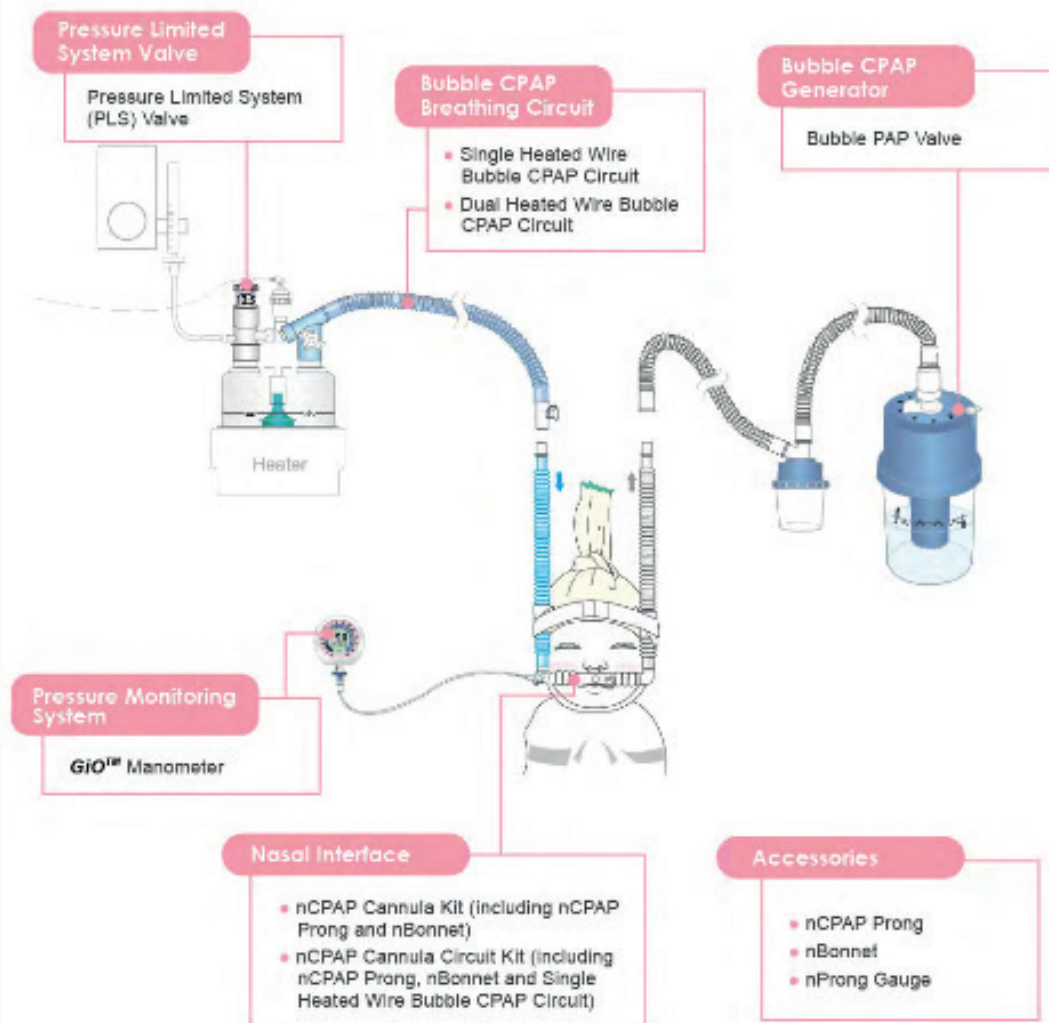 Pressure Limited
System Valve
Pressure Limited System
(PLS) Valve
Bubble CPAP
Breathing Circuit
Single Heated Wire
Bubble CPAP Circuit
Dual Heated Wire Bubble
CPAP Circuit
Bubble CPAP
Generator
Bubble PAP Valve
Heater
Pressure Monitoring
System
GiO™ Manometer
Nasal Interface
nCPAP Cannula Kit (including nCPAP
Prong and nBonnet)
nCPAP Cannula Circuit Kit (including
nCPAP Prong, nBonnet and Single
Heated Wire Bubble CPAP Circuit)
Accessories
nCPAP Prong
nBonnet
nProng Gauge